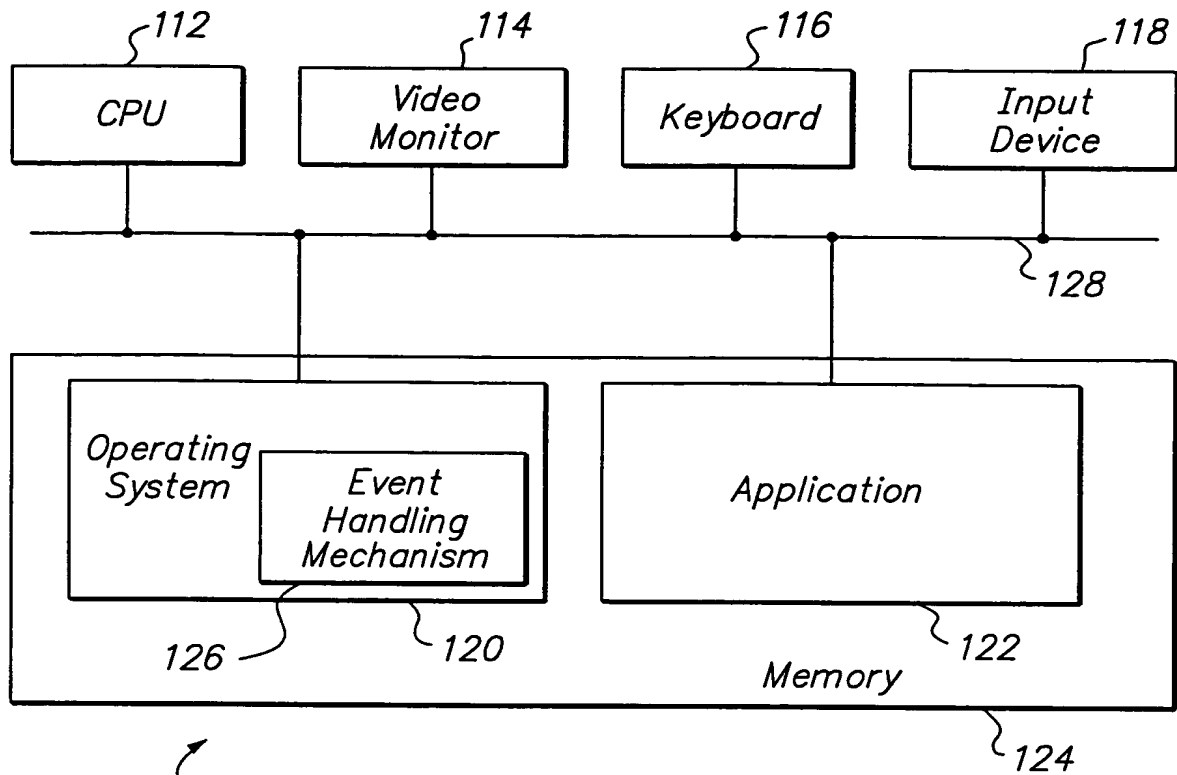 112
114
116
118
CPU
Video
Monitor
Keyboard
Input
Device
128
Operating
System
Event
Handling
Mechanism
Application
126
120
122
Memory
124